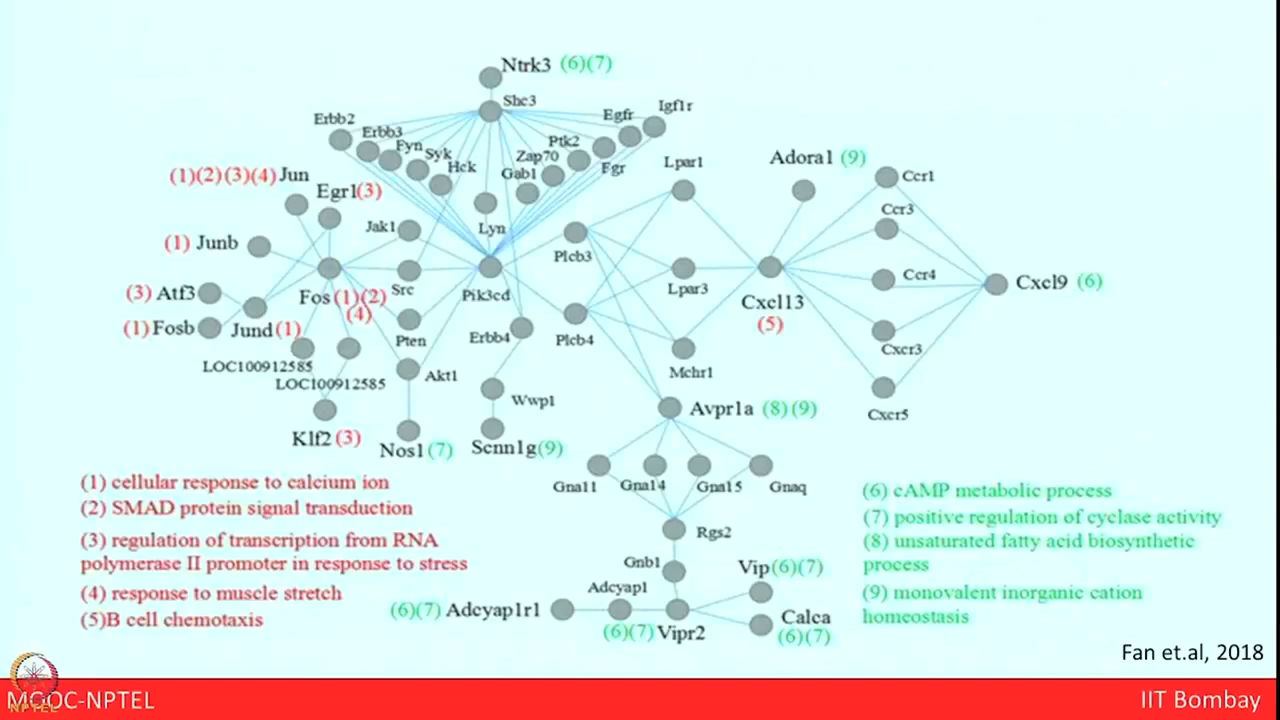 Ntrk3 (6)(7)
Shc3
Erbb2
Erbb3
Fyn
Syk
Hck
Lyn
Gab1
Zap70
Ptk2
Fgr
Egfr
Igf1r
(1)(2)(3)(4) Jun
Egr1(3)
(1) Junb
(3) Atf3
(1) Fosb
Jund (1)
Fos (1)(2)
(4)
LOC100912585
LOC100912585
Klf2 (3)
Jak1
Src
Pten
Akt1
Nos1 (7)
Pik3cd
Erbb4
Wwp1
Scnn1g(9)
Plcb3
Plcb4
Lpar1
Lpar3
Mchr1
Adora1 (9)
Cxcl13
(5)
Ccr1
Ccr3
Ccr4
Cxcr3
Cxcr5
Cxcl9 (6)
Avpr1a (8)(9)
Gna11
Gna14
Gna15
Gnaq
Rgs2
Gnb1
Adcyap1
(6)(7) Adcyap1r1
(6)(7) Vipr2
Vip(6)(7)
Calca
(6)(7)
(1) cellular response to calcium ion
(2) SMAD protein signal transduction
(3) regulation of transcription from RNA
polymerase II promoter in response to stress
(4) response to muscle stretch
(5)B cell chemotaxis
(6) cAMP metabolic process
(7) positive regulation of cyclase activity
(8) unsaturated fatty acid biosynthetic
process
(9) monovalent inorganic cation
homeostasis
Fan et.al, 2018
MOOC-NPTEL
NPTEL
IIT Bombay